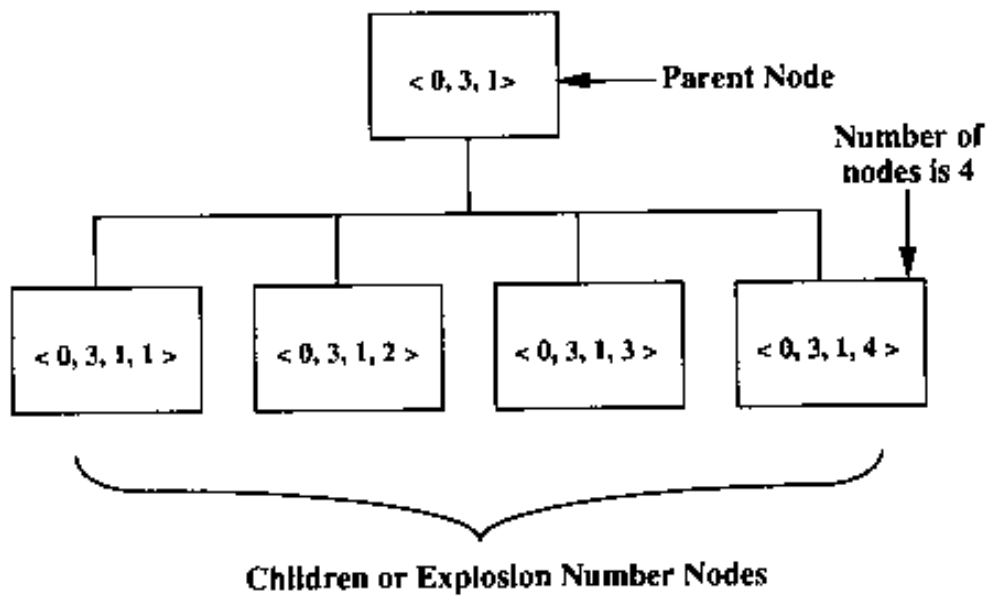 < 0, 3, 1>
Parent Node
Number of
nodes is 4
< 0, 3, 1, 1 >
< 0, 3, 1, 2 >
< 0, 3, 1, 3 >
< 0, 3, 1, 4 >
Children or Explosion Number Nodes